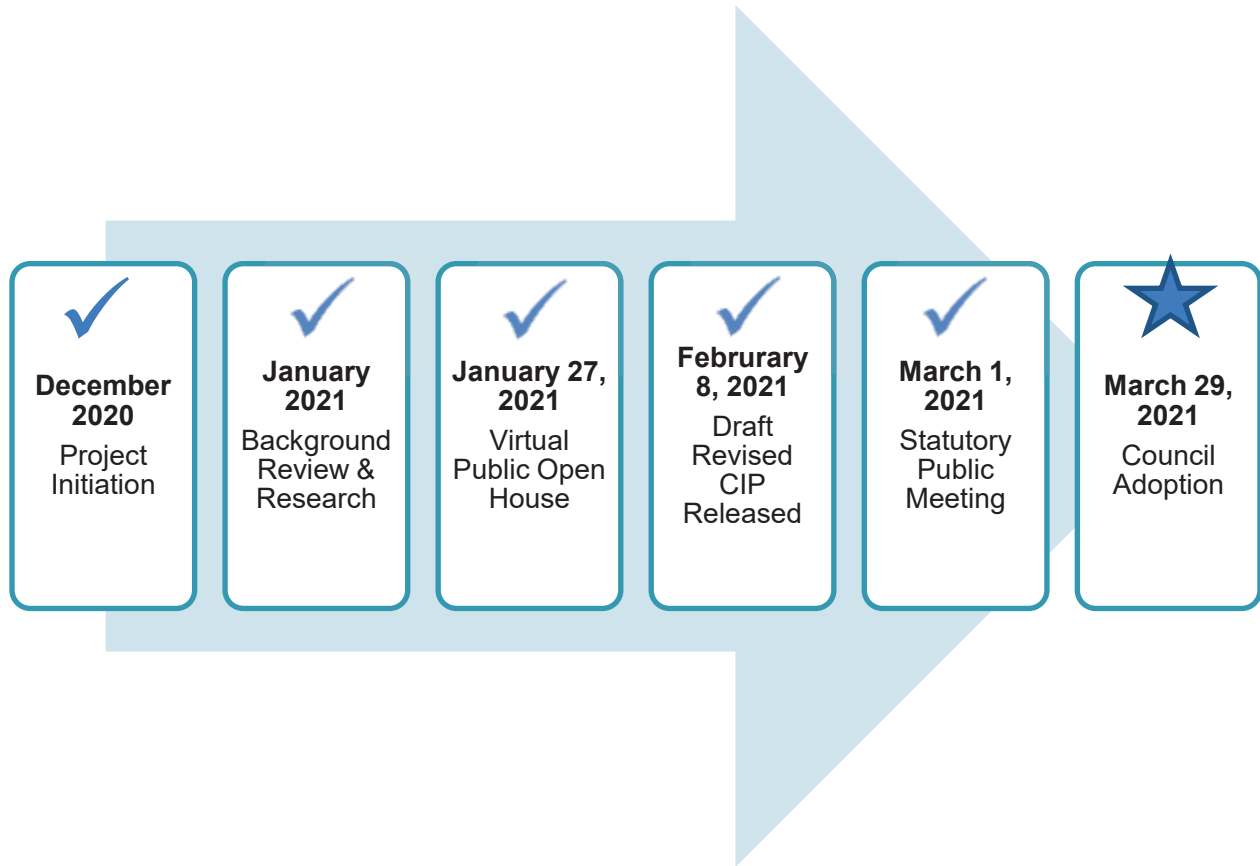 December
2020
Project
Initiation
January
2021
Background
Review &
Research
January 27,
2021
Virtual
Public Open
House
Februrary
8, 2021
Draft
Revised
CIP
Released
March 1,
2021
Statutory
Public
Meeting
March 29,
2021
Council
Adoption